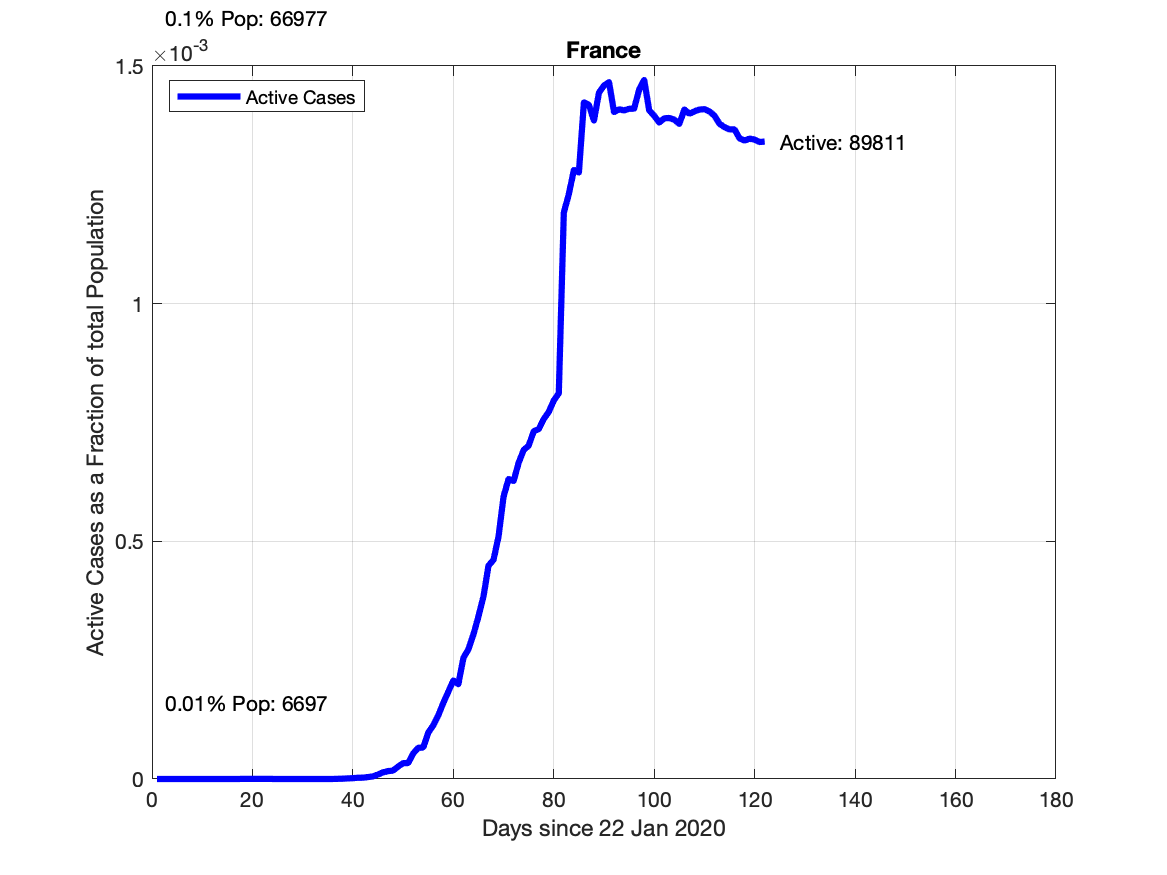 0.1% Pop: 66977
×10-3
France
1.5
Active Cases
Active: 89811
1
0.5
0.01% Pop: 6697
0
Active Cases as a Fraction of total Population
0 20 40 60 80 100 120 140 160 180
Days since 22 Jan 2020